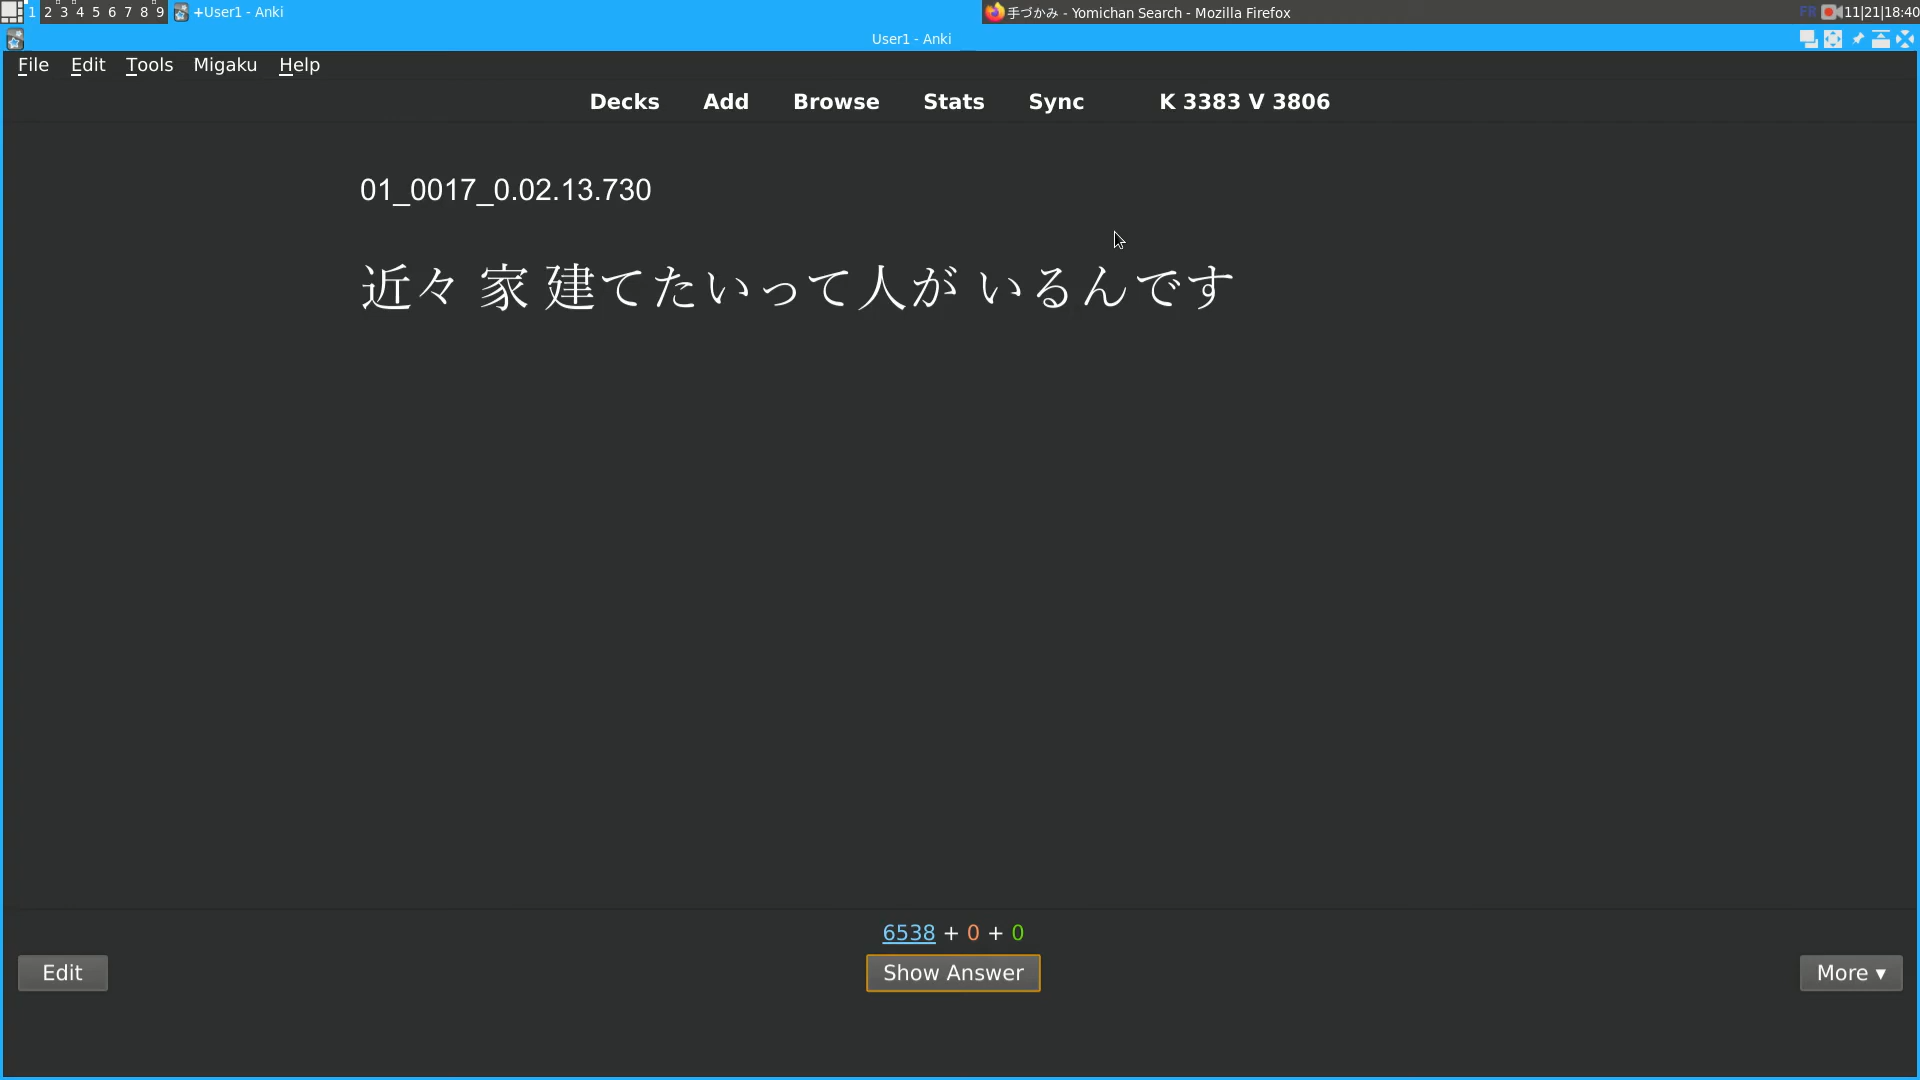 1 2 3 4 5 6 7 8 9 +User1 - Anki 手づかみ - Yomichan Search - Mozilla Firefox FR 11|21|18:40
User1 - Anki
File Edit Tools Migaku Help
Decks Add Browse Stats Sync K 3383 V 3806
01_0017_0.02.13.730
近々 家 建てたいって人が いるんです
6538 + 0 + 0
Edit Show Answer More ▾